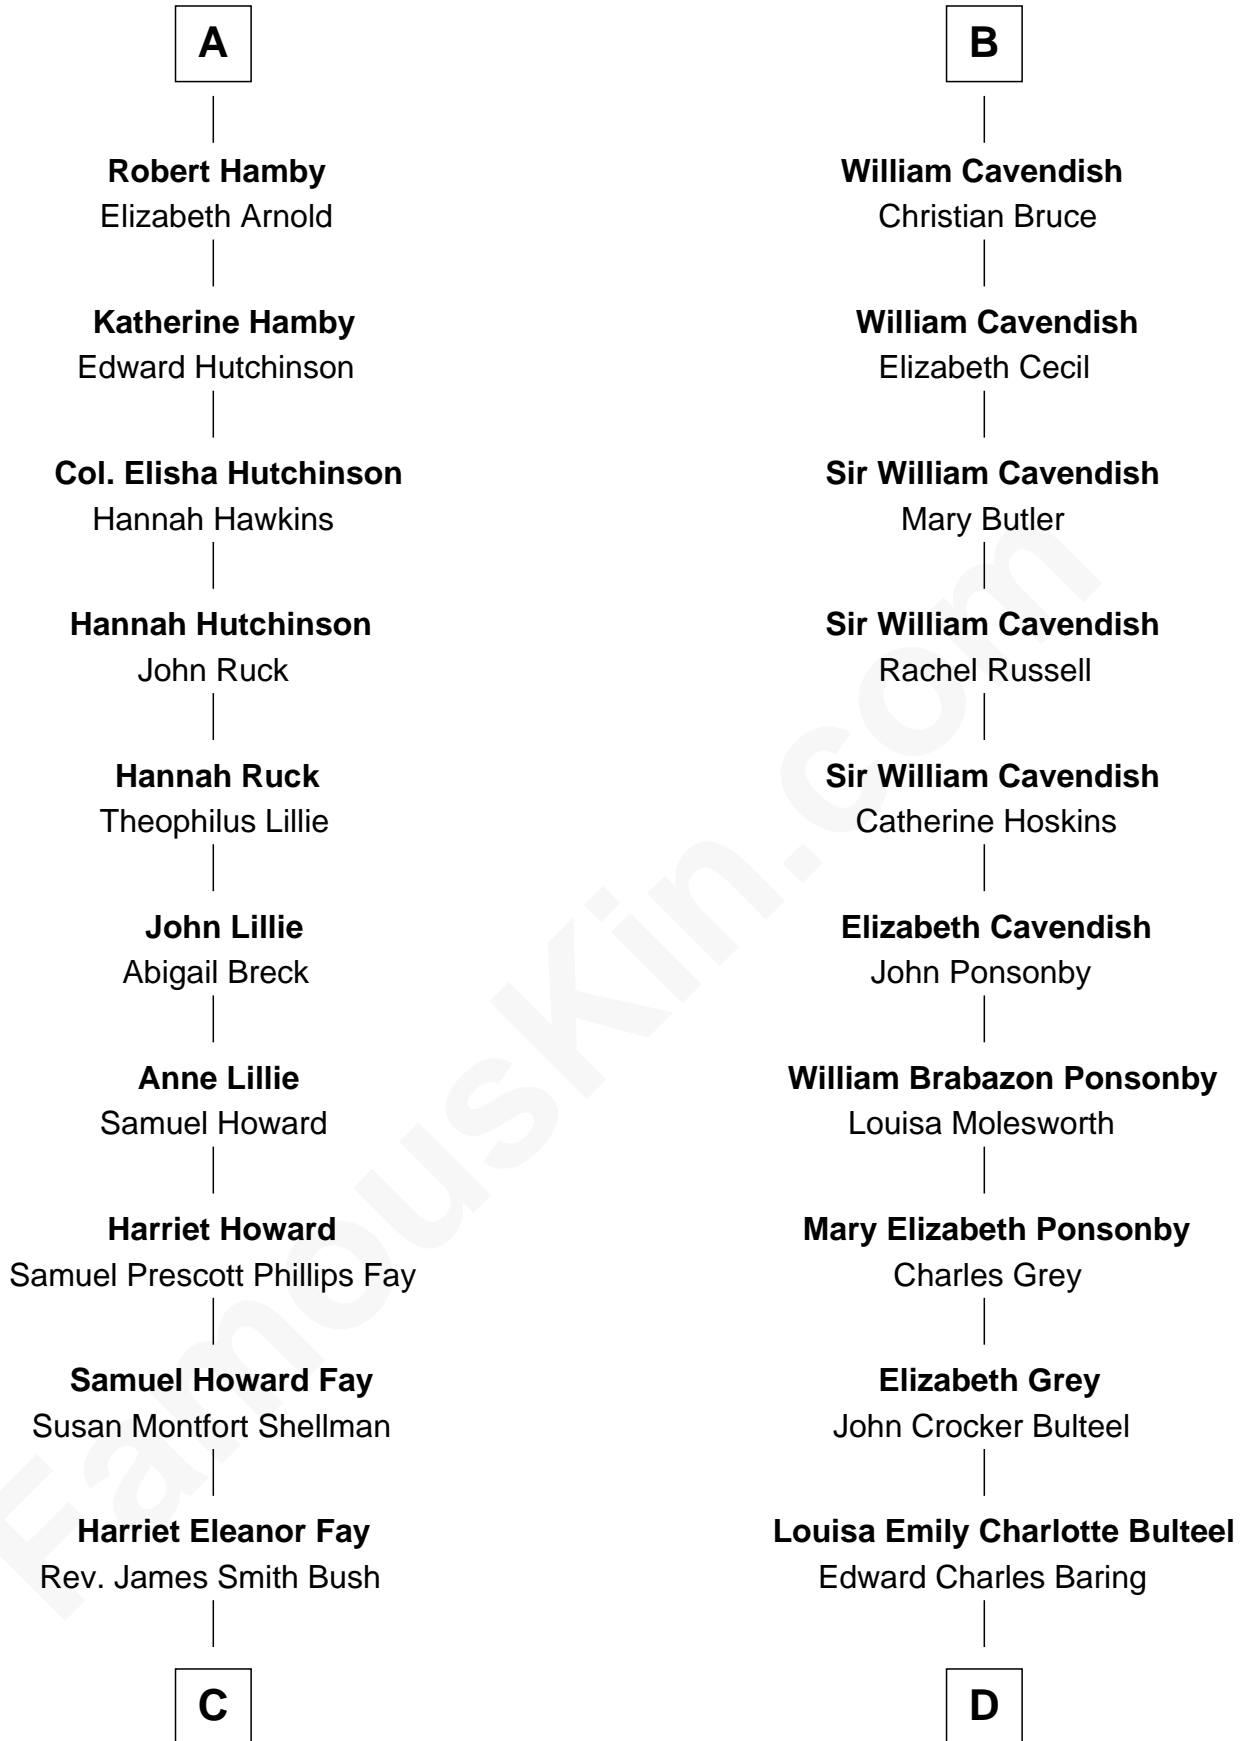 A
Robert Hamby
Elizabeth Arnold
Katherine Hamby
Edward Hutchinson
Col. Elisha Hutchinson
Hannah Hawkins
Hannah Hutchinson
John Ruck
Hannah Ruck
Theophilus Lillie
John Lillie
Abigail Breck
Anne Lillie
Samuel Howard
Harriet Howard
Samuel Prescott Phillips Fay
Samuel Howard Fay
Susan Montfort Shellman
Harriet Eleanor Fay
Rev. James Smith Bush
C
B
William Cavendish
Christian Bruce
William Cavendish
Elizabeth Cecil
Sir William Cavendish
Mary Butler
Sir William Cavendish
Rachel Russell
Sir William Cavendish
Catherine Hoskins
Elizabeth Cavendish
John Ponsonby
William Brabazon Ponsonby
Louisa Molesworth
Mary Elizabeth Ponsonby
Charles Grey
Elizabeth Grey
John Crocker Bulteel
Louisa Emily Charlotte Bulteel
Edward Charles Baring
D
FamousKin.com